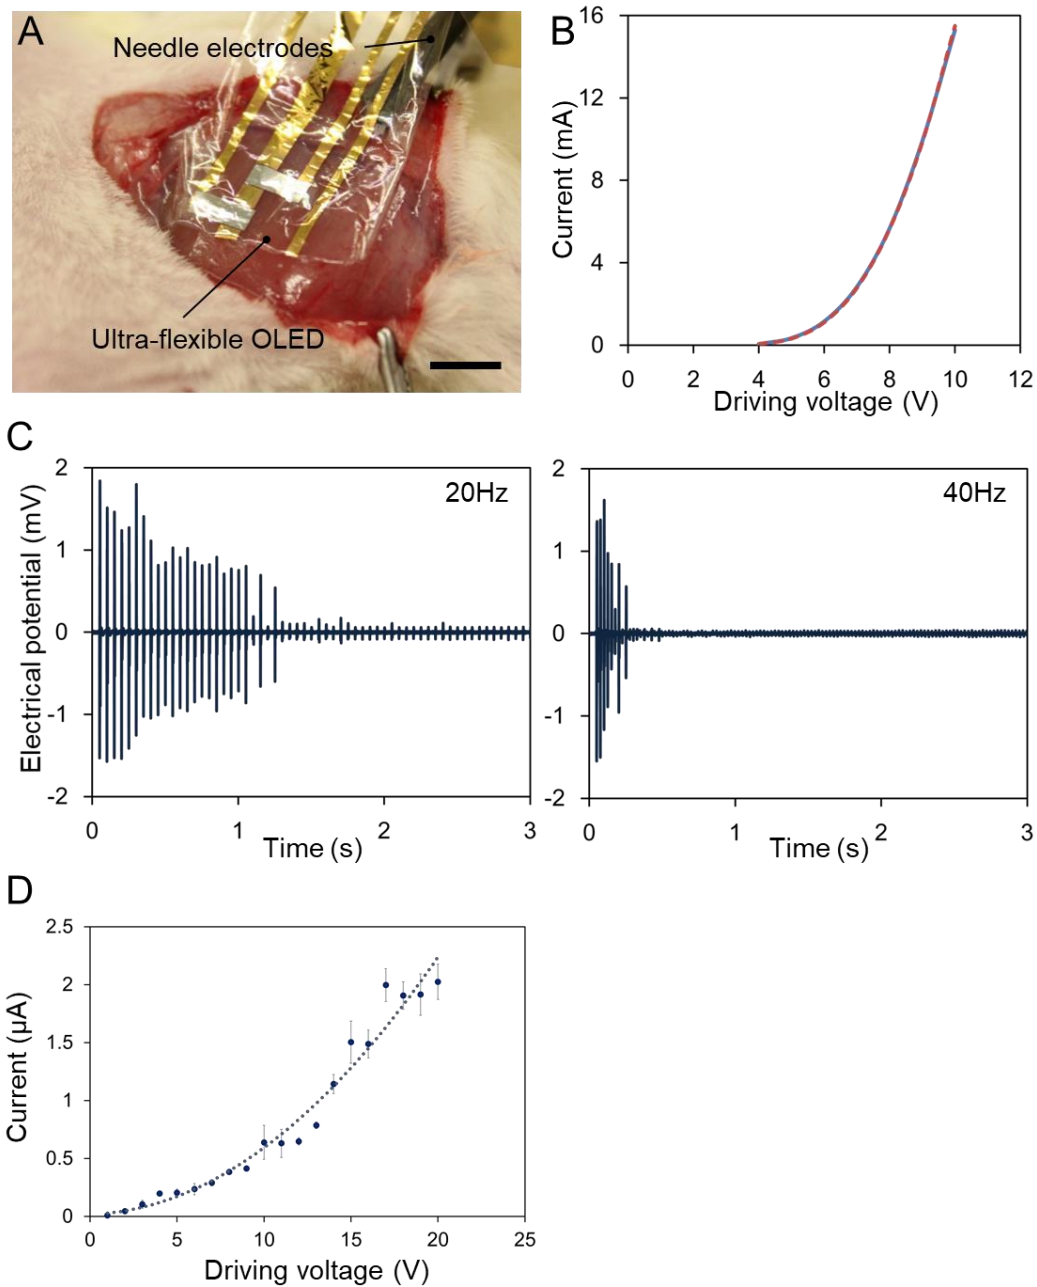 A
Needle electrodes
Ultra-flexible OLED
B
16
12
8
4
0
Current (mA)
0 2 4 6 8 10 12
Driving voltage (V)
C
2
1
0
-1
-2
Electrical potential (mV)
20Hz
0 1 2 3
Time (s)
2
1
0
-1
-2
40Hz
0 1 2 3
Time (s)
D
2.5
2
1.5
1
0.5
0
Current (µA)
0 5 10 15 20 25
Driving voltage (V)